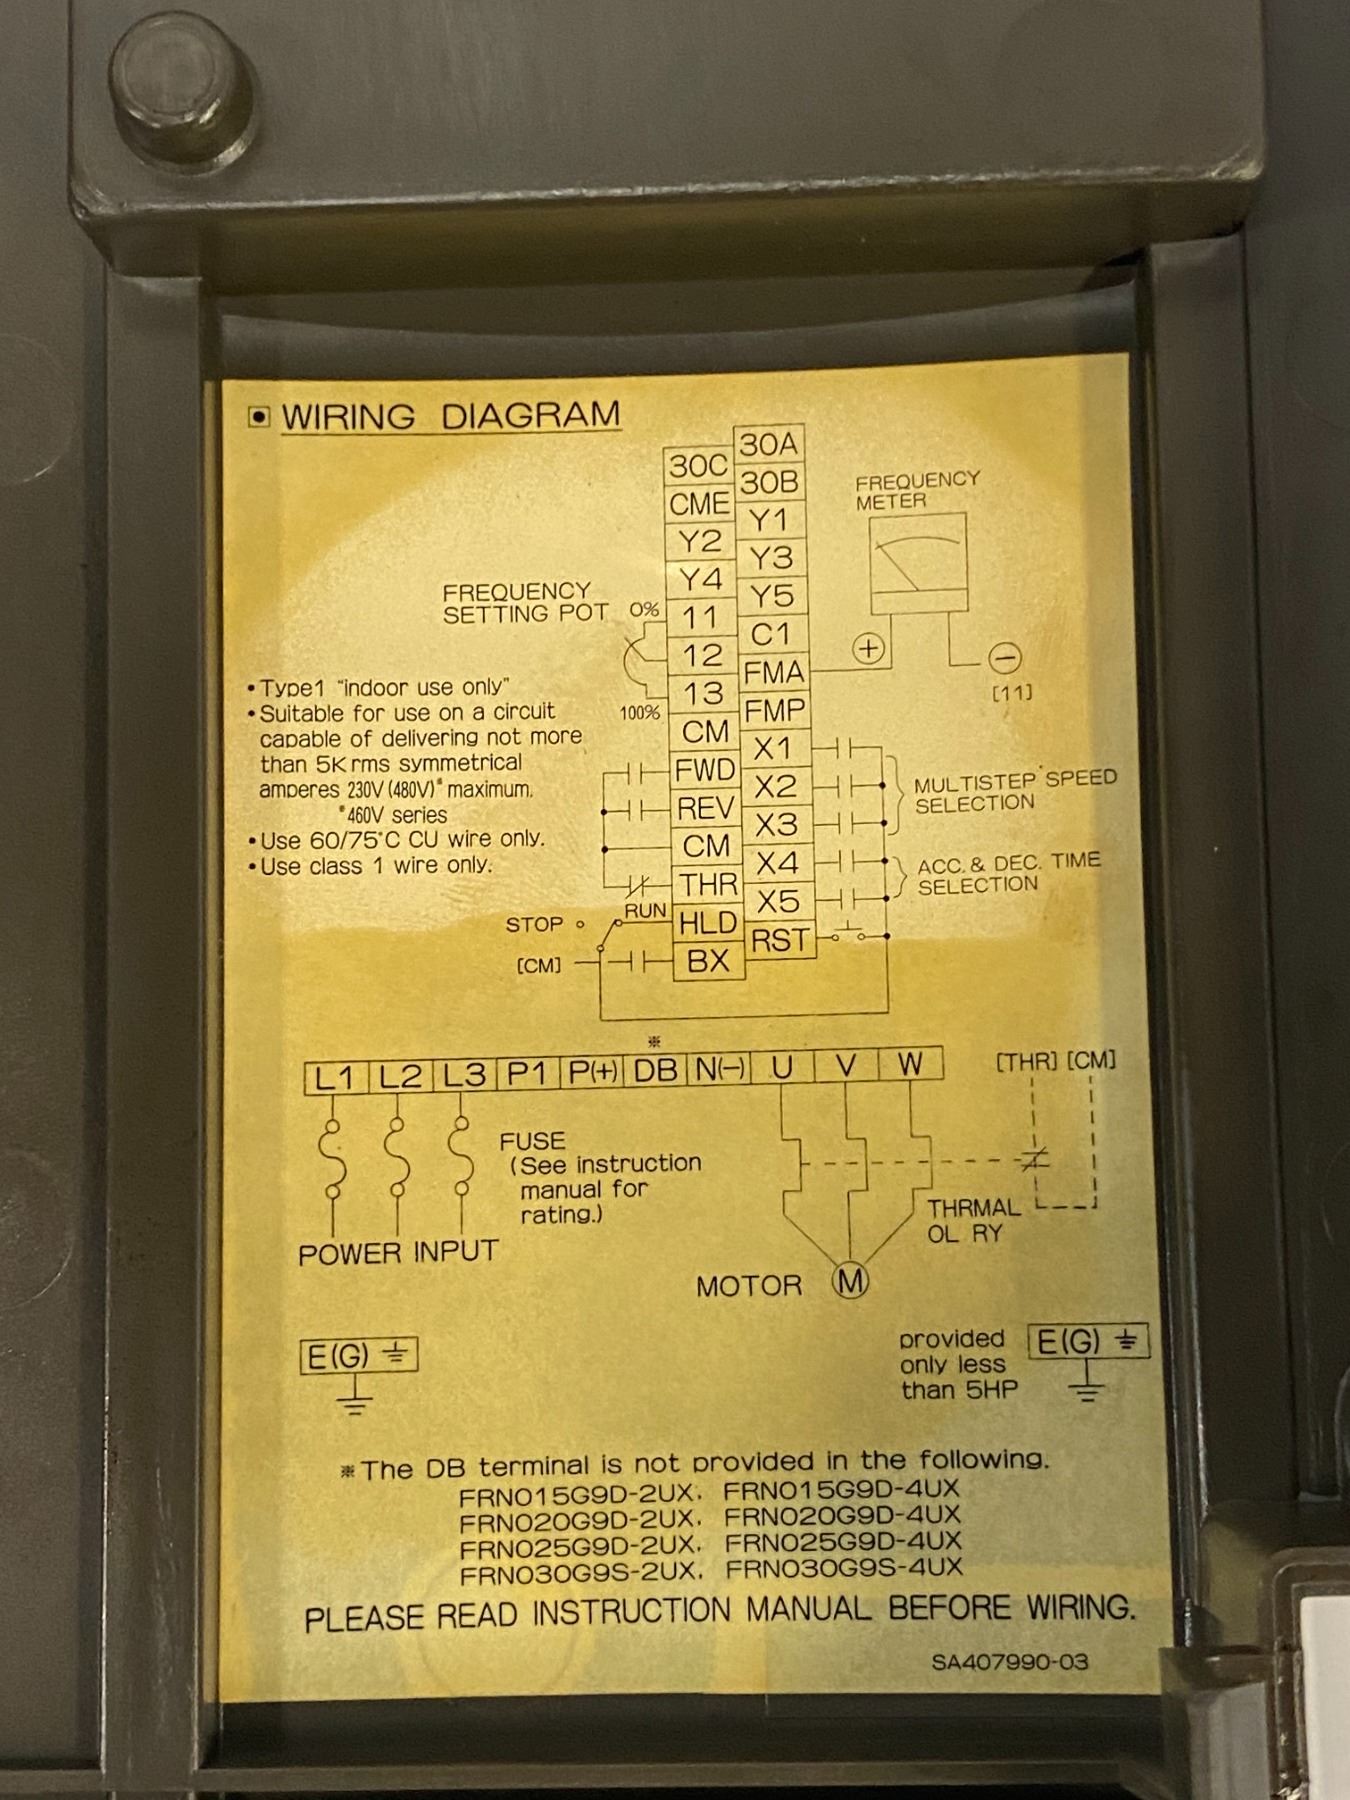 WIRING DIAGRAM
30A
30C
30B
CME
Y1
Y2
Y3
Y4
Y5
11
C1
12
FMA
13
FMP
CM
X1
FWD
X2
REV
X3
CM
X4
THR
X5
HLD
RST
BX
FREQUENCY
METER
+
−
[11]
FREQUENCY
SETTING POT 0%
100%
•Type1 "indoor use only"
•Suitable for use on a circuit
capable of delivering not more
than 5K rms symmetrical
amperes 230V (480V)* maximum.
*460V series
•Use 60/75°C CU wire only.
•Use class 1 wire only.
MULTISTEP SPEED
SELECTION
ACC. & DEC. TIME
SELECTION
STOP
RUN
[CM]
※
L1 L2 L3 P1 P(+) DB N(−) U V W
[THR] [CM]
FUSE
(See instruction
manual for
rating.)
POWER INPUT
THRMAL
OL RY
MOTOR M
E(G)
provided
only less
than 5HP
E(G)
※The DB terminal is not provided in the following.
FRN015G9D-2UX, FRN015G9D-4UX
FRN020G9D-2UX, FRN020G9D-4UX
FRN025G9D-2UX, FRN025G9D-4UX
FRN030G9S-2UX, FRN030G9S-4UX
PLEASE READ INSTRUCTION MANUAL BEFORE WIRING.
SA407990-03